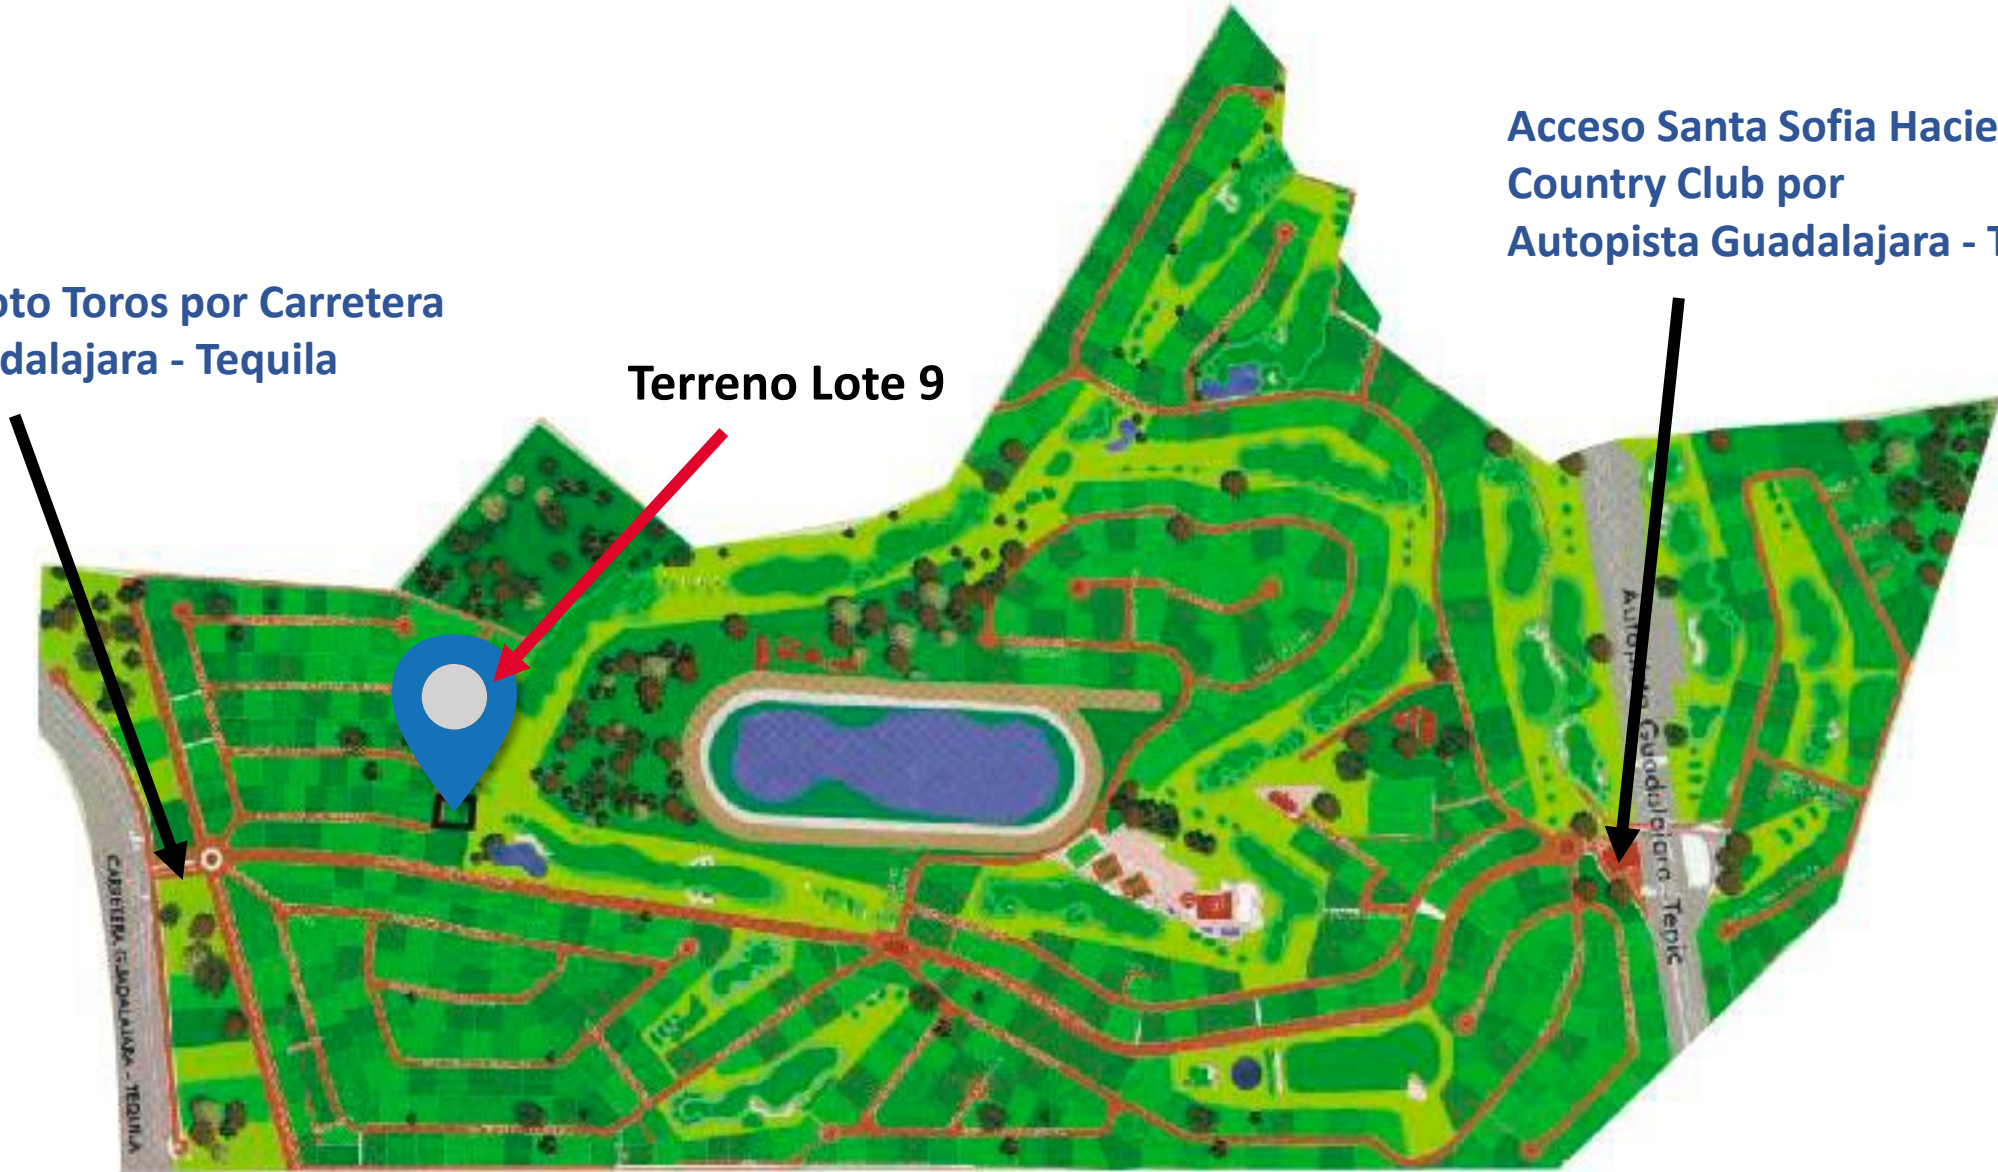 Acceso Santa Sofia Hacie
Country Club por
Autopista Guadalajara - T
oto Toros por Carretera
dalajara - Tequila
Terreno Lote 9
Autopista Guadalajara - Tepic
CARRETERA GUADALAJARA - TEQUILA